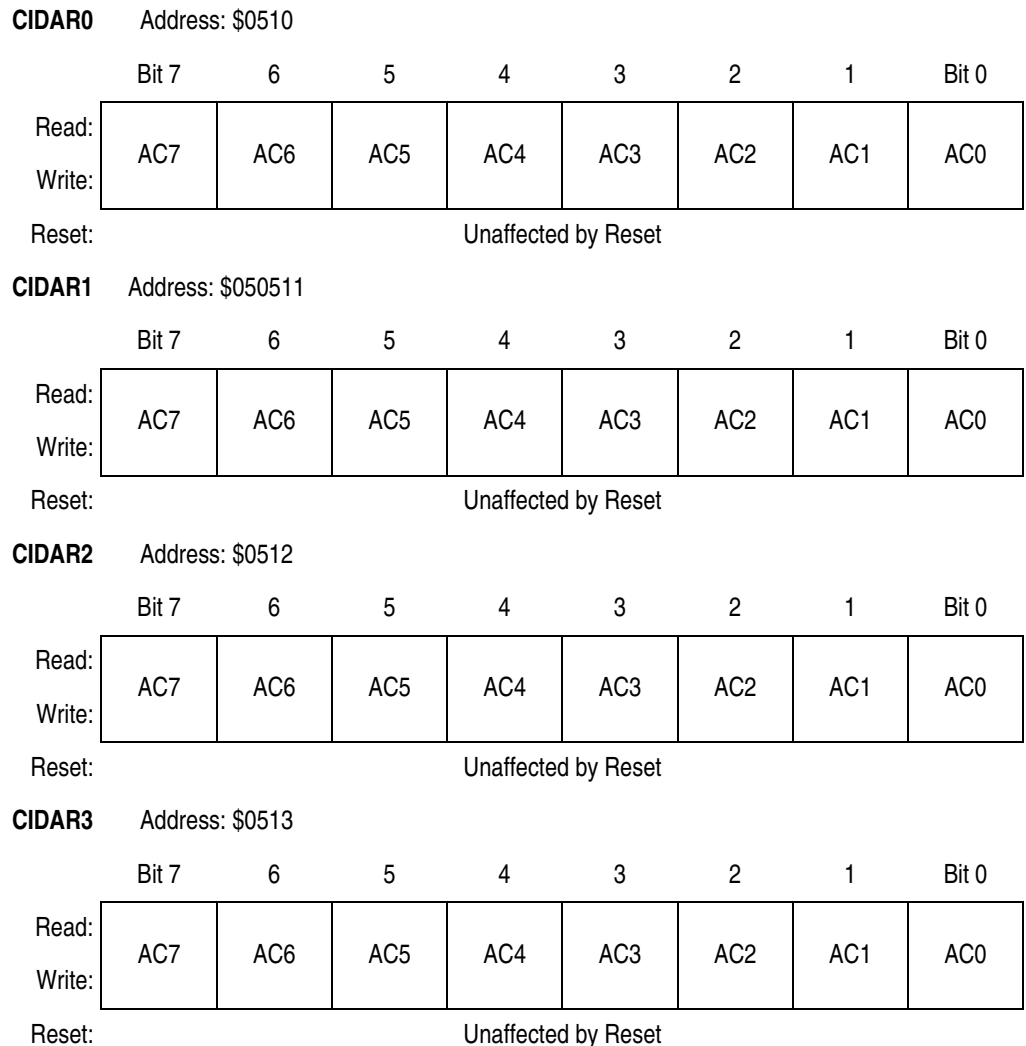 CIDAR0 Address: $0510
Bit 7 6 5 4 3 2 1 Bit 0
Read:
AC7 AC6 AC5 AC4 AC3 AC2 AC1 AC0
Write:
Reset: Unaffected by Reset
CIDAR1 Address: $050511
Bit 7 6 5 4 3 2 1 Bit 0
Read:
AC7 AC6 AC5 AC4 AC3 AC2 AC1 AC0
Write:
Reset: Unaffected by Reset
CIDAR2 Address: $0512
Bit 7 6 5 4 3 2 1 Bit 0
Read:
AC7 AC6 AC5 AC4 AC3 AC2 AC1 AC0
Write:
Reset: Unaffected by Reset
CIDAR3 Address: $0513
Bit 7 6 5 4 3 2 1 Bit 0
Read:
AC7 AC6 AC5 AC4 AC3 AC2 AC1 AC0
Write:
Reset: Unaffected by Reset